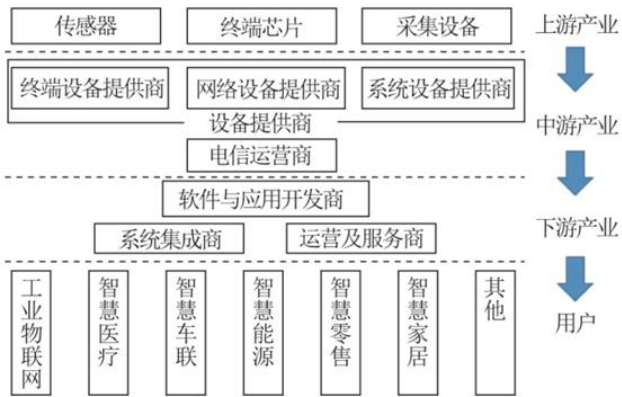 传感器 终端芯片 采集设备 上游产业
终端设备提供商 网络设备提供商 系统设备提供商
设备提供商 中游产业
电信运营商
软件与应用开发商
系统集成商 运营及服务商 下游产业
工业物联网
智慧医疗
智慧车联
智慧能源
智慧零售
智慧家居
其他
用户